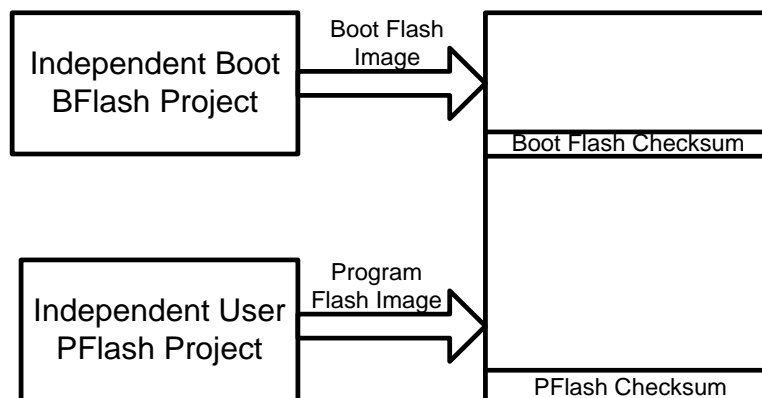 Independent Boot
BFlash Project
Boot Flash
Image
Boot Flash Checksum
Independent User
PFlash Project
Program
Flash Image
PFlash Checksum